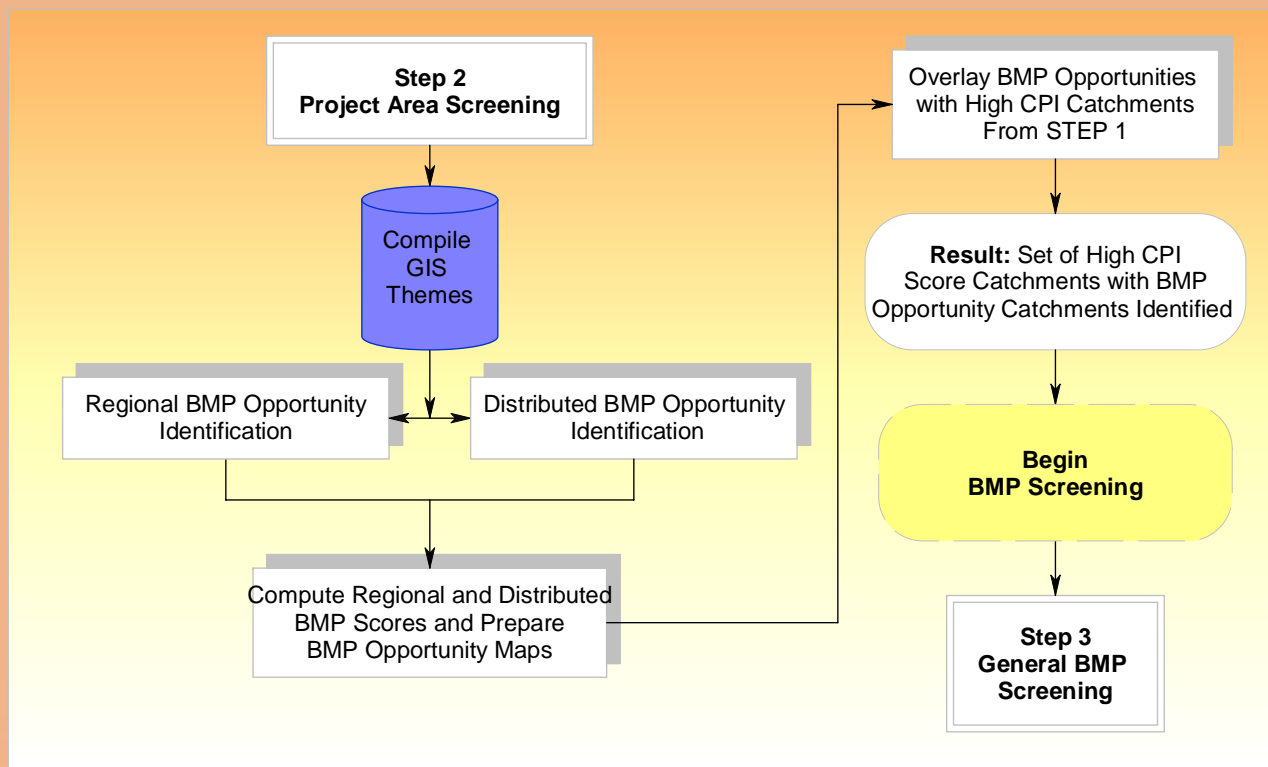 Step 2
Project Area Screening
Compile
GIS
Themes
Regional BMP Opportunity
Identification
Distributed BMP Opportunity
Identification
Compute Regional and Distributed
BMP Scores and Prepare
BMP Opportunity Maps
Overlay BMP Opportunities
with High CPI Catchments
From STEP 1
Result: Set of High CPI
Score Catchments with BMP
Opportunity Catchments Identified
Begin
BMP Screening
Step 3
General BMP
Screening